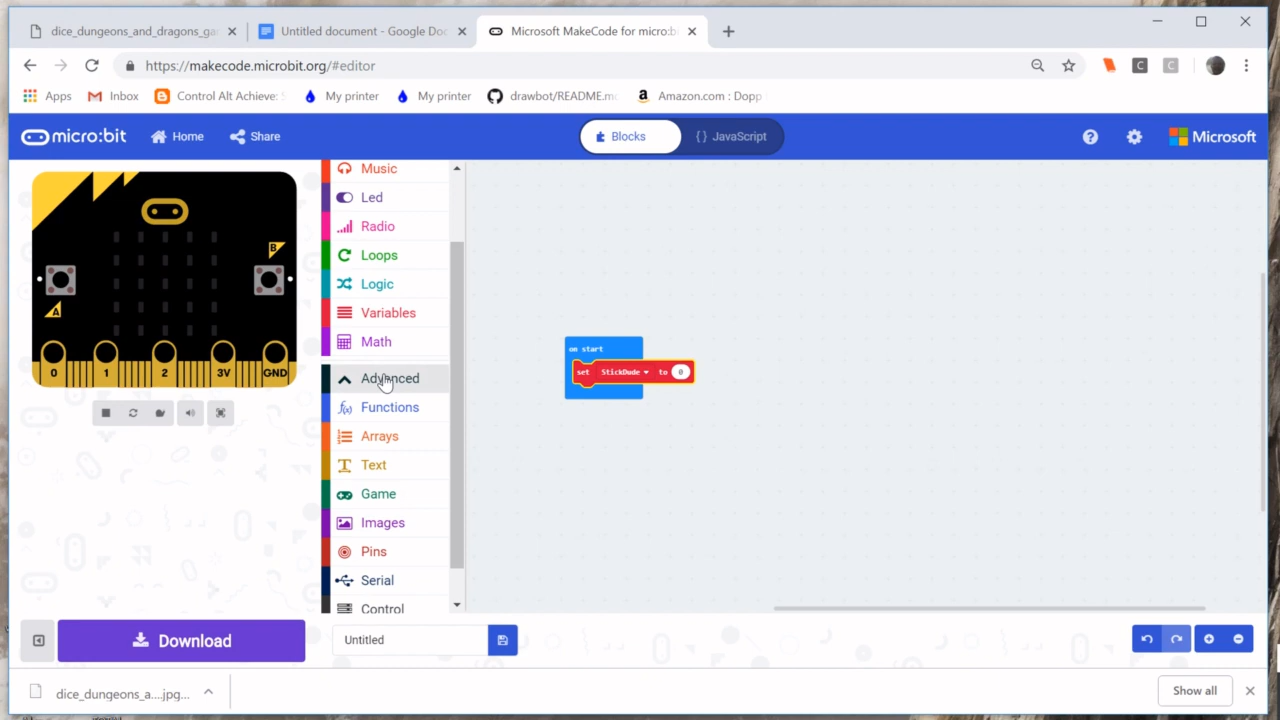 dice_dungeons_and_dragons_ga
Untitled document - Google Doc
Microsoft MakeCode for micro:bi
https://makecode.microbit.org/#editor
Apps
Inbox
Control Alt Achieve:
My printer
My printer
drawbot/README.m
Amazon.com : Dopp
micro:bit
Home
Share
Blocks
{} JavaScript
Microsoft
A
B
0
1
2
3V
GND
Music
Led
Radio
Loops
Logic
Variables
Math
Advanced
Functions
Arrays
Text
Game
Images
Pins
Serial
Control
on start
set StickDude to 0
Download
Untitled
dice_dungeons_a....jpg...
Show all